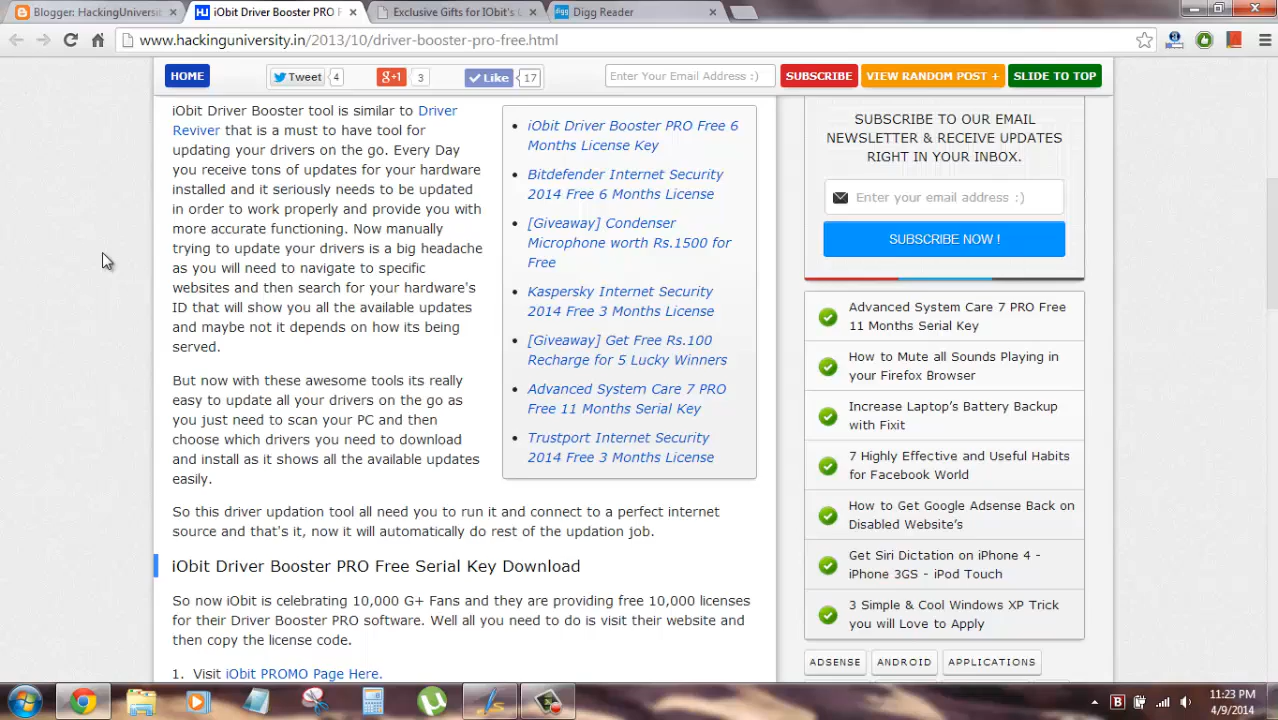 Blogger: HackingUniversit
iObit Driver Booster PRO F
Exclusive Gifts for IObit's G
Digg Reader
www.hackinguniversity.in/2013/10/driver-booster-pro-free.html
HOME
Tweet 4
g+1 3
Like 17
Enter Your Email Address :)
SUBSCRIBE
VIEW RANDOM POST +
SLIDE TO TOP
iObit Driver Booster tool is similar to Driver
Reviver that is a must to have tool for
updating your drivers on the go. Every Day
you receive tons of updates for your hardware
installed and it seriously needs to be updated
in order to work properly and provide you with
more accurate functioning. Now manually
trying to update your drivers is a big headache
as you will need to navigate to specific
websites and then search for your hardware's
ID that will show you all the available updates
and maybe not it depends on how its being
served.
But now with these awesome tools its really
easy to update all your drivers on the go as
you just need to scan your PC and then
choose which drivers you need to download
and install as it shows all the available updates
easily.
iObit Driver Booster PRO Free 6
Months License Key
Bitdefender Internet Security
2014 Free 6 Months License
[Giveaway] Condenser
Microphone worth Rs.1500 for
Free
Kaspersky Internet Security
2014 Free 3 Months License
[Giveaway] Get Free Rs.100
Recharge for 5 Lucky Winners
Advanced System Care 7 PRO
Free 11 Months Serial Key
Trustport Internet Security
2014 Free 3 Months License
So this driver updation tool all need you to run it and connect to a perfect internet
source and that's it, now it will automatically do rest of the updation job.
iObit Driver Booster PRO Free Serial Key Download
So now iObit is celebrating 10,000 G+ Fans and they are providing free 10,000 licenses
for their Driver Booster PRO software. Well all you need to do is visit their website and
then copy the license code.
1. Visit iObit PROMO Page Here.
SUBSCRIBE TO OUR EMAIL
NEWSLETTER & RECEIVE UPDATES
RIGHT IN YOUR INBOX.
Enter your email address :)
SUBSCRIBE NOW !
Advanced System Care 7 PRO Free
11 Months Serial Key
How to Mute all Sounds Playing in
your Firefox Browser
Increase Laptop's Battery Backup
with Fixit
7 Highly Effective and Useful Habits
for Facebook World
How to Get Google Adsense Back on
Disabled Website's
Get Siri Dictation on iPhone 4 -
iPhone 3GS - iPod Touch
3 Simple & Cool Windows XP Trick
you will Love to Apply
ADSENSE
ANDROID
APPLICATIONS
11:23 PM
4/9/2014